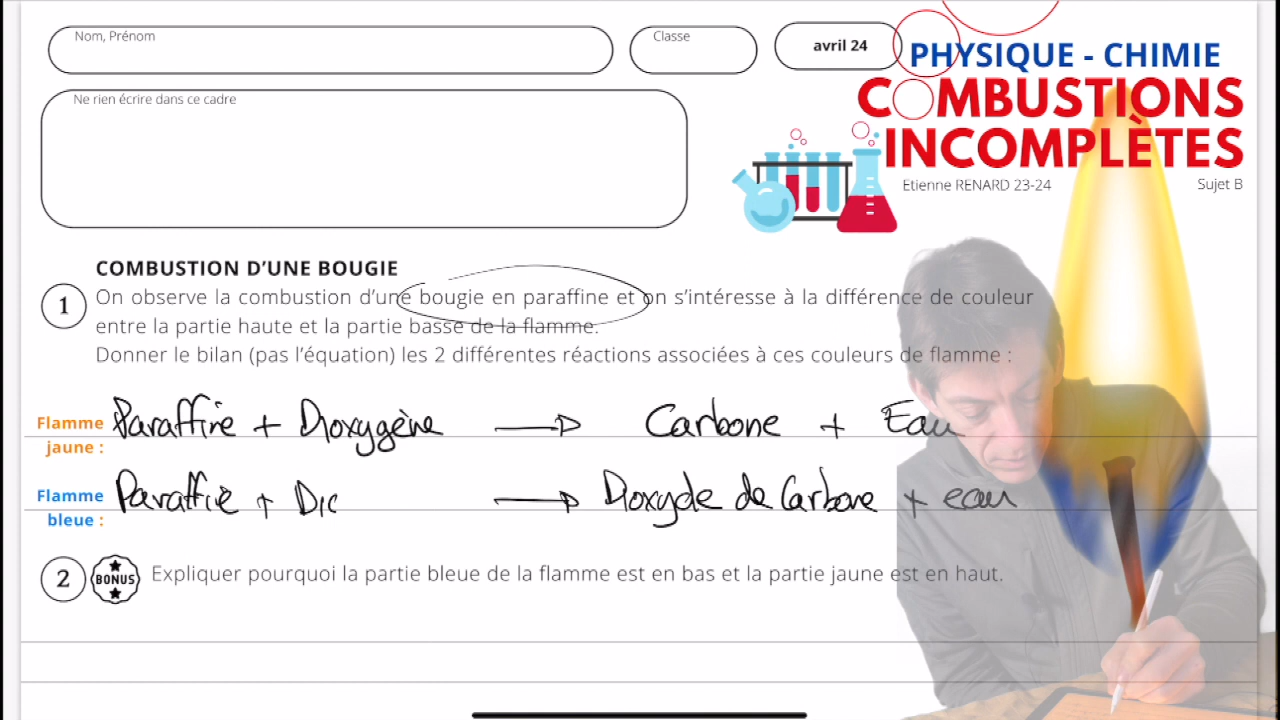 Nom, Prénom
Classe
avril 24
PHYSIQUE - CHIMIE
COMBUSTIONS
INCOMPLÈTES
Ne rien écrire dans ce cadre
Etienne RENARD 23-24
Sujet B
COMBUSTION D'UNE BOUGIE
1 On observe la combustion d'une bougie en paraffine et on s'intéresse à la différence de couleur
entre la partie haute et la partie basse de la flamme.
Donner le bilan (pas l'équation) les 2 différentes réactions associées à ces couleurs de flamme :
Flamme jaune : Paraffine + Dioxygène → Carbone + Eau
Flamme bleue : Paraffie + Dio → Dioxyde de Carbone + eau
2 BONUS Expliquer pourquoi la partie bleue de la flamme est en bas et la partie jaune est en haut.